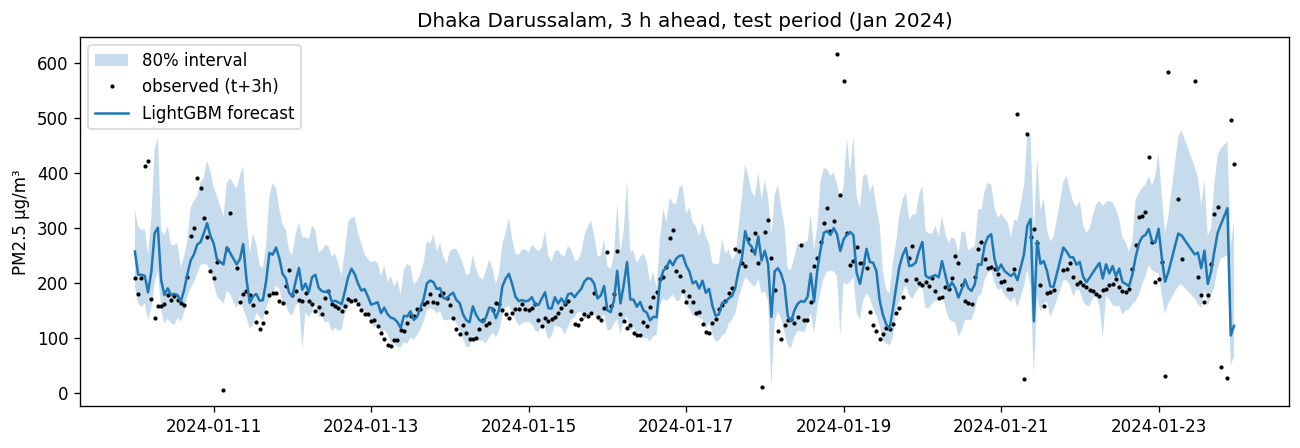 Dhaka Darussalam, 3 h ahead, test period (Jan 2024)
80% interval
observed (t+3h)
LightGBM forecast
PM2.5 µg/m³
600
500
400
300
200
100
0
2024-01-11 2024-01-13 2024-01-15 2024-01-17 2024-01-19 2024-01-21 2024-01-23